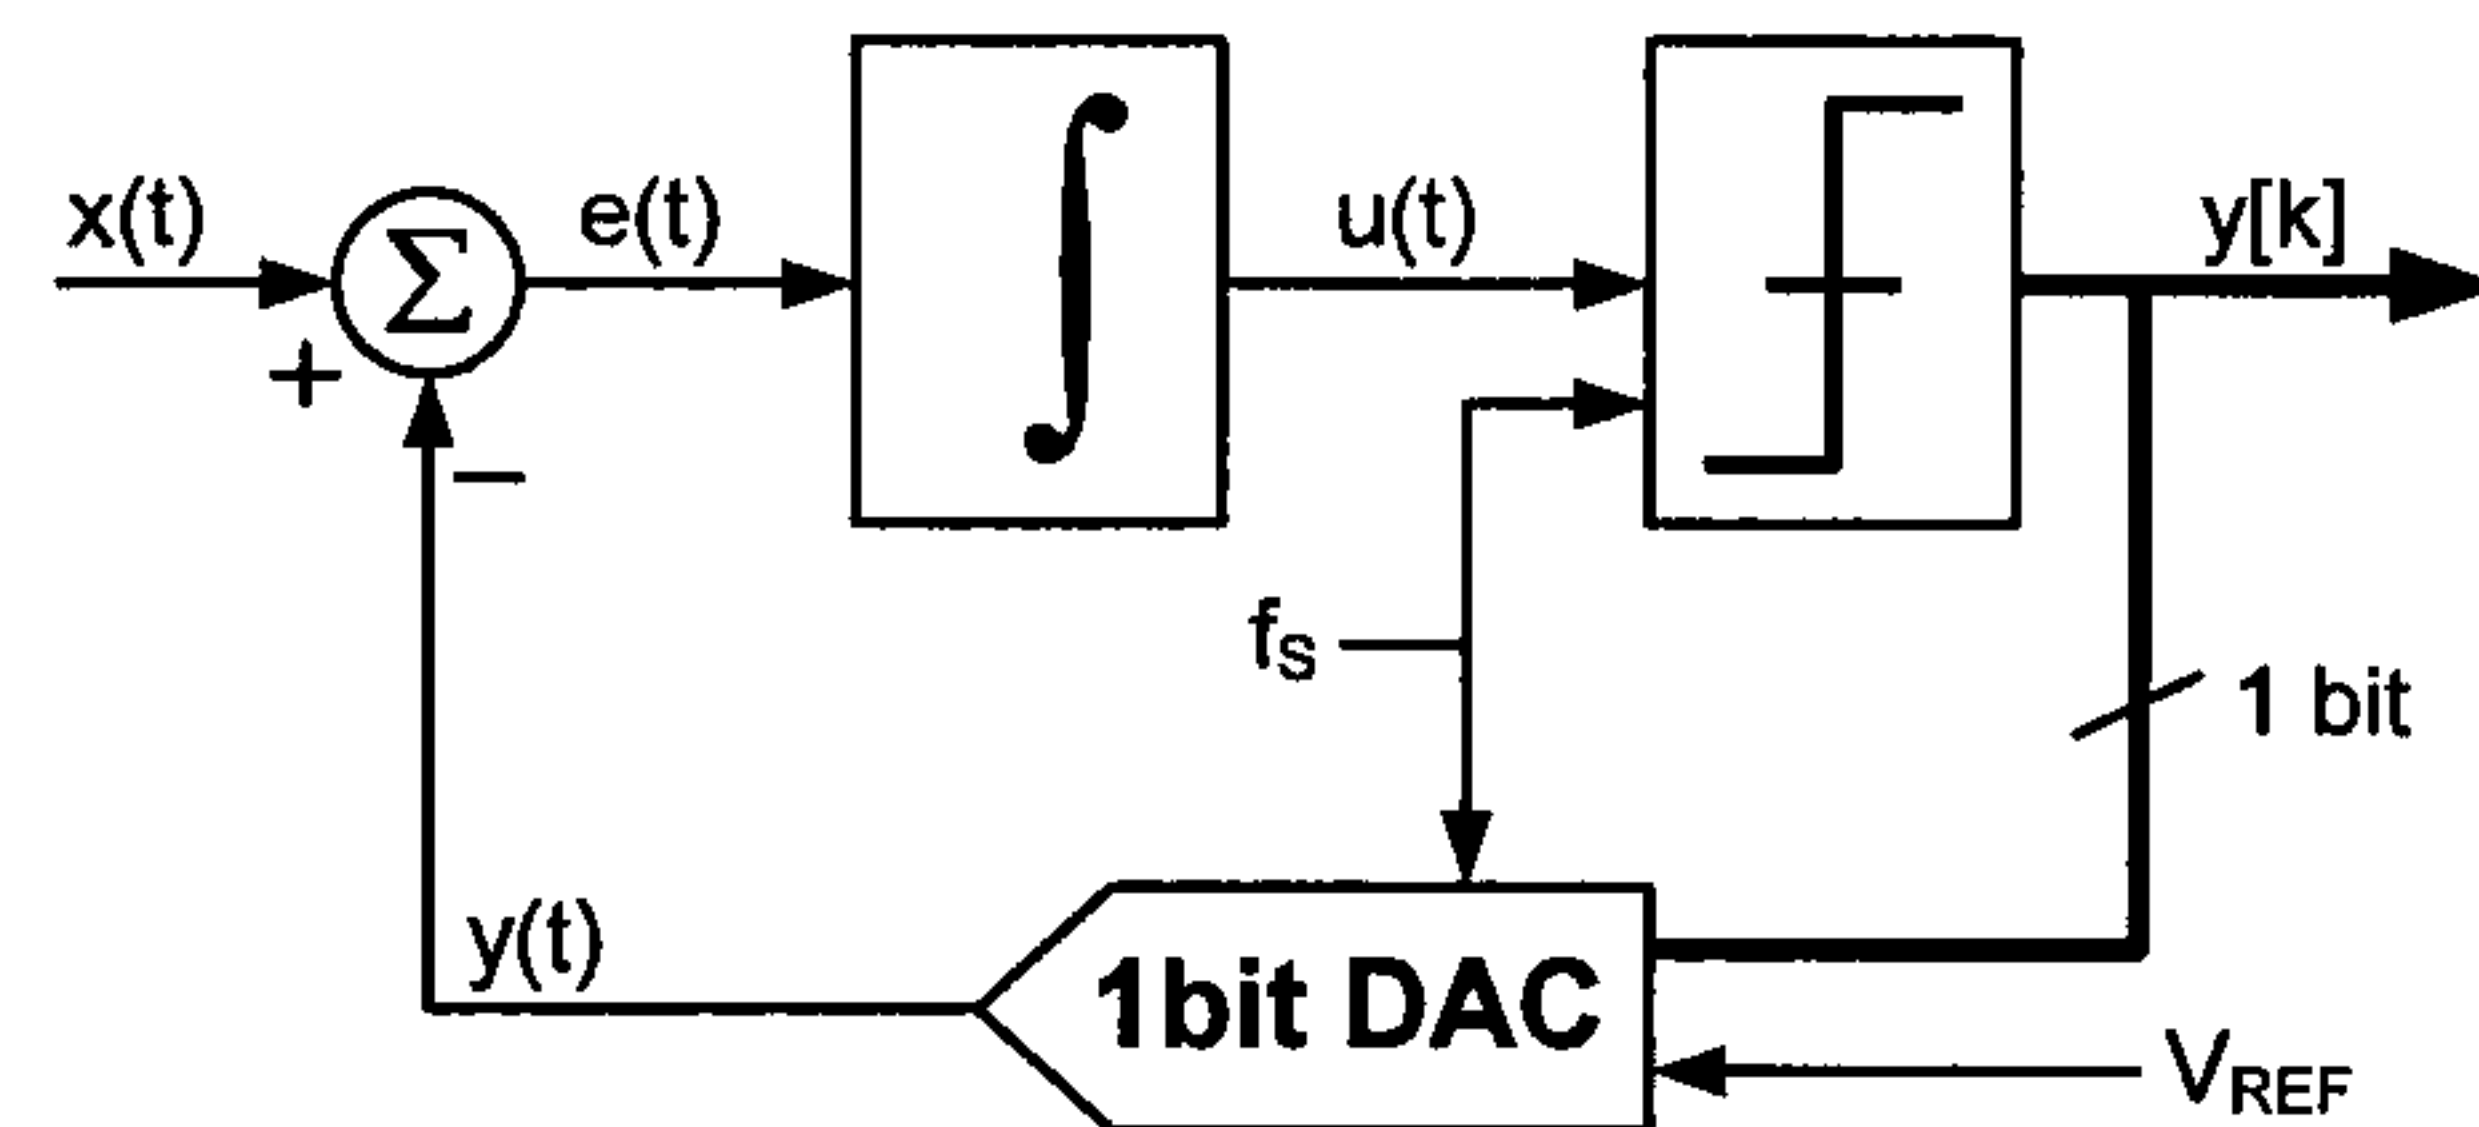 x(t)
Σ
e(t)
∫
u(t)
y[k]
+
−
fS
1 bit
y(t)
1bit DAC
VREF